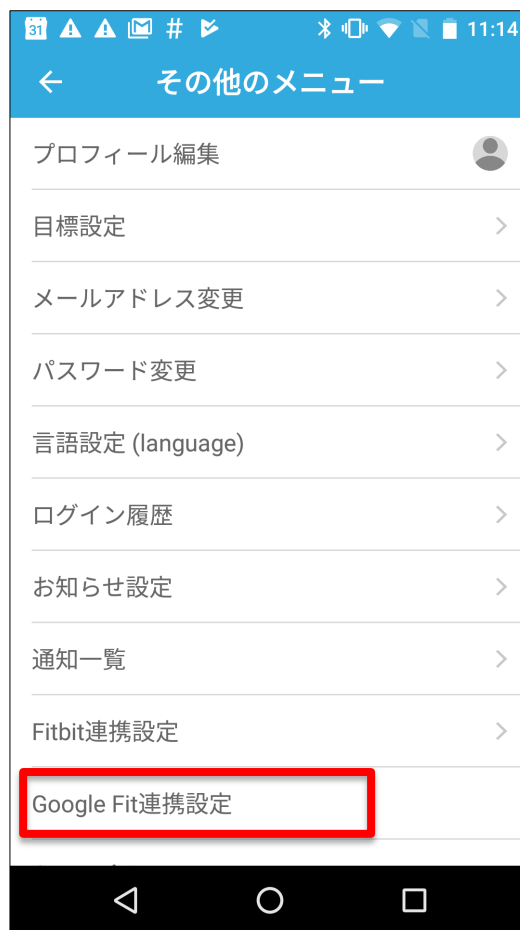 31 # 11:14
その他のメニュー
プロフィール編集
目標設定
メールアドレス変更
パスワード変更
言語設定 (language)
ログイン履歴
お知らせ設定
通知一覧
Fitbit連携設定
Google Fit連携設定